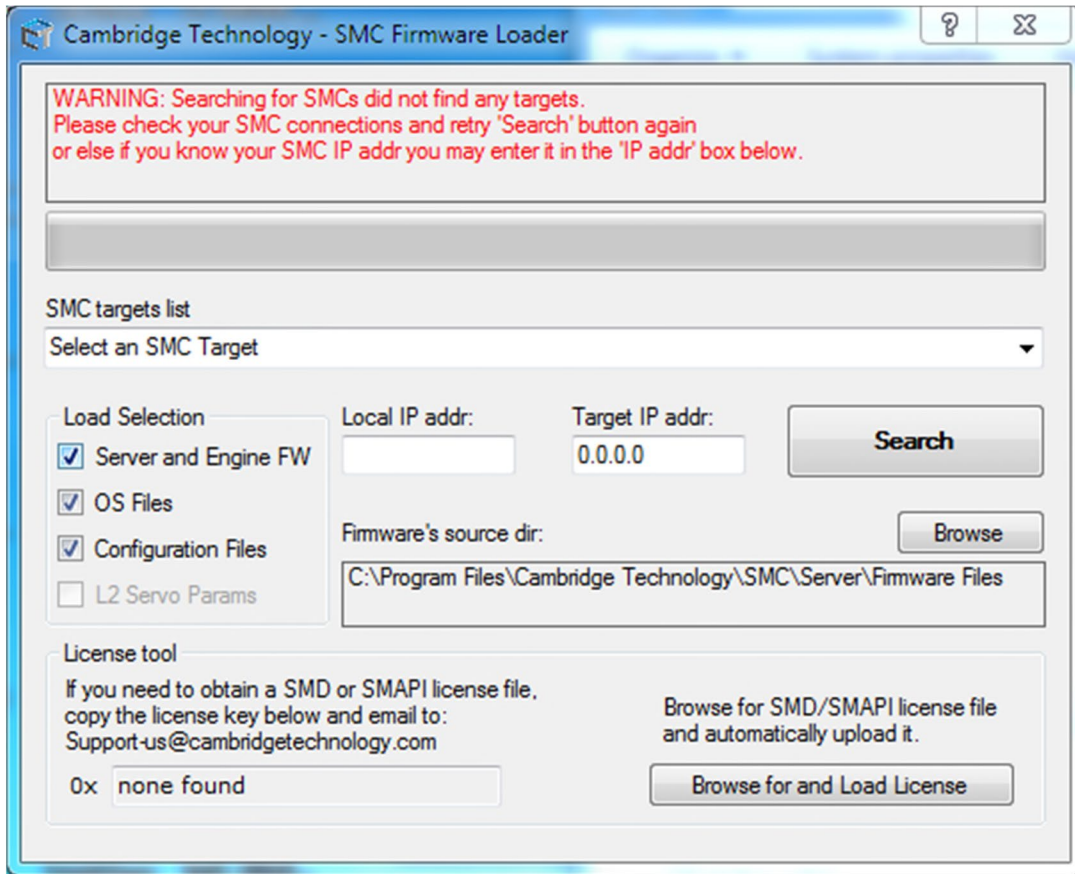 Cambridge Technology - SMC Firmware Loader
WARNING: Searching for SMCs did not find any targets.
Please check your SMC connections and retry 'Search' button again
or else if you know your SMC IP addr you may enter it in the 'IP addr' box below.
SMC targets list
Select an SMC Target
Load Selection
Server and Engine FW
OS Files
Configuration Files
L2 Servo Params
Local IP addr:
Target IP addr:
0.0.0.0
Search
Firmware's source dir:
Browse
C:\Program Files\Cambridge Technology\SMC\Server\Firmware Files
License tool
If you need to obtain a SMD or SMAPI license file,
copy the license key below and email to:
Support-us@cambridgetechnology.com
0x none found
Browse for SMD/SMAPI license file
and automatically upload it.
Browse for and Load License